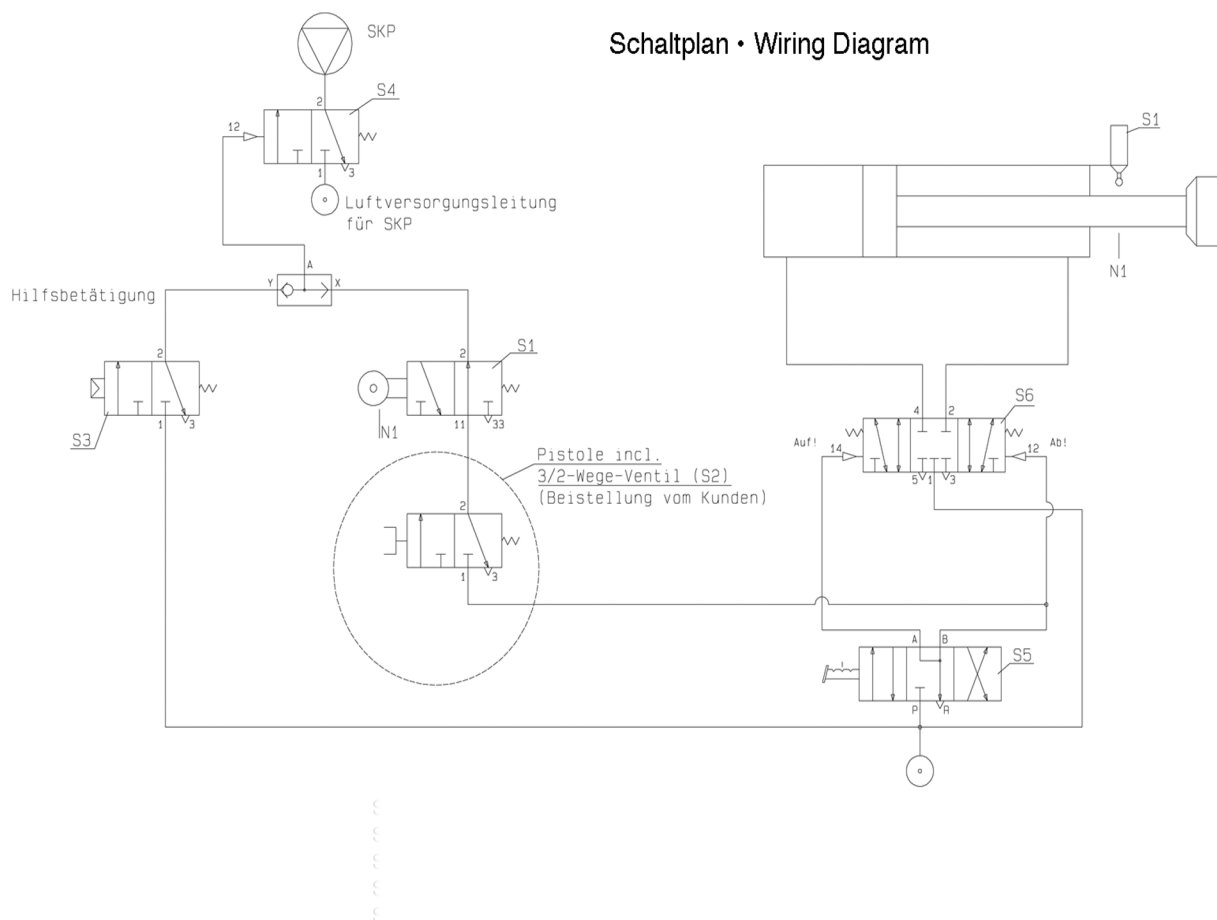 Schaltplan • Wiring Diagram
SKP
S4
2
12
1
3
Luftversorgungsleitung
für SKP
S1
N1
A
Y
X
Hilfsbetätigung
2
S3
1
3
2
S1
N1
11
33
Pistole incl.
3/2-Wege-Ventil (S2)
(Beistellung vom Kunden)
2
1
3
4
2
S6
Auf!
14
12
Ab!
5
1
3
A
B
S5
P
R